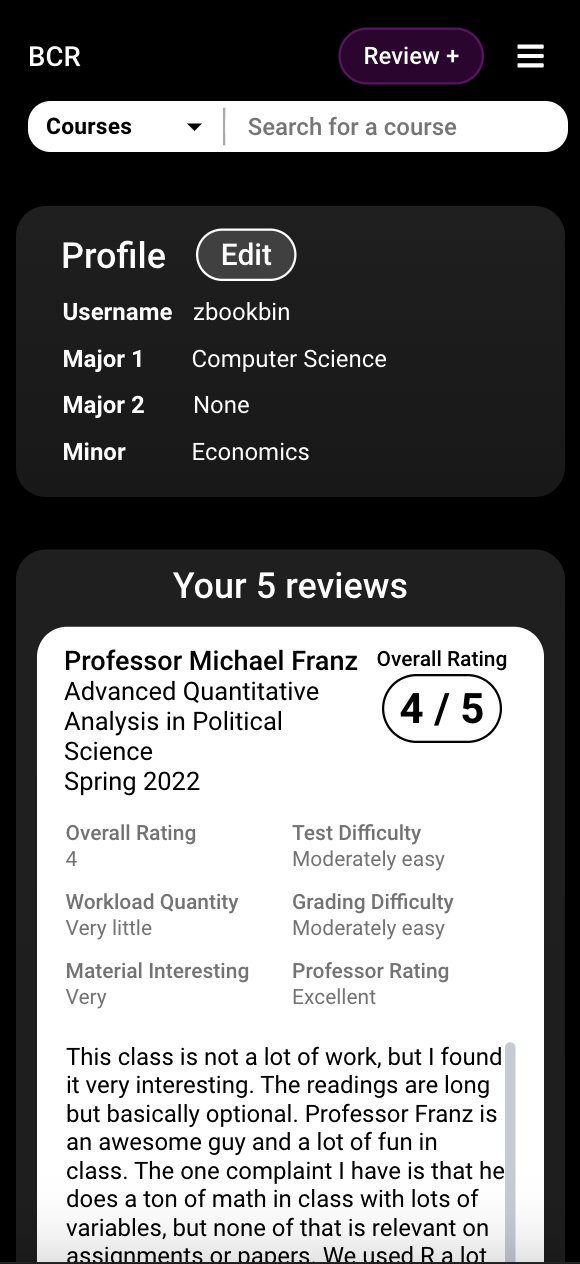 BCR
Review +
Courses
Search for a course
Profile
Edit
Username zbookbin
Major 1 Computer Science
Major 2 None
Minor Economics
Your 5 reviews
Professor Michael Franz
Overall Rating
Advanced Quantitative
Analysis in Political
Science
Spring 2022
4 / 5
Overall Rating
4
Test Difficulty
Moderately easy
Workload Quantity
Very little
Grading Difficulty
Moderately easy
Material Interesting
Very
Professor Rating
Excellent
This class is not a lot of work, but I found
it very interesting. The readings are long
but basically optional. Professor Franz is
an awesome guy and a lot of fun in
class. The one complaint I have is that he
does a ton of math in class with lots of
variables, but none of that is relevant on
assignments or papers. We used R a lot